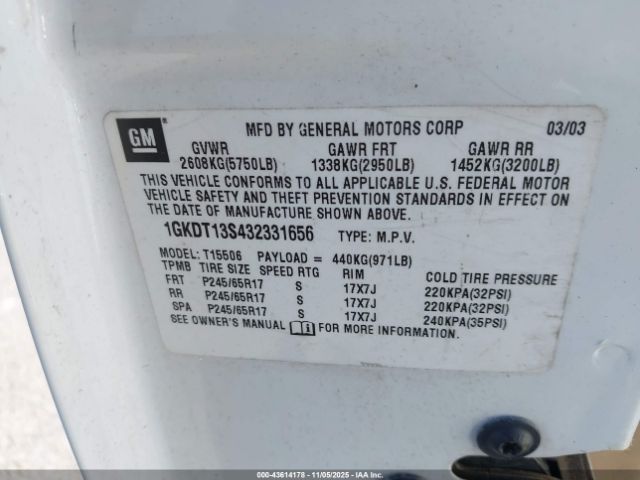 GM
MFD BY GENERAL MOTORS CORP 03/03
GVWR GAWR FRT GAWR RR
2608KG(5750LB) 1338KG(2950LB) 1452KG(3200LB)
THIS VEHICLE CONFORMS TO ALL APPLICABLE U.S. FEDERAL MOTOR
VEHICLE SAFETY AND THEFT PREVENTION STANDARDS IN EFFECT ON
THE DATE OF MANUFACTURE SHOWN ABOVE.
1GKDT13S432331656 TYPE: M.P.V.
MODEL: T15506 PAYLOAD = 440KG(971LB)
TPMB TIRE SIZE SPEED RTG RIM COLD TIRE PRESSURE
FRT P245/65R17 S 17X7J 220KPA(32PSI)
RR P245/65R17 S 17X7J 220KPA(32PSI)
SPA P245/65R17 S 17X7J 240KPA(35PSI)
SEE OWNER'S MANUAL FOR MORE INFORMATION.
000-43614178 - 11/05/2025 - IAAI.COM - COPART